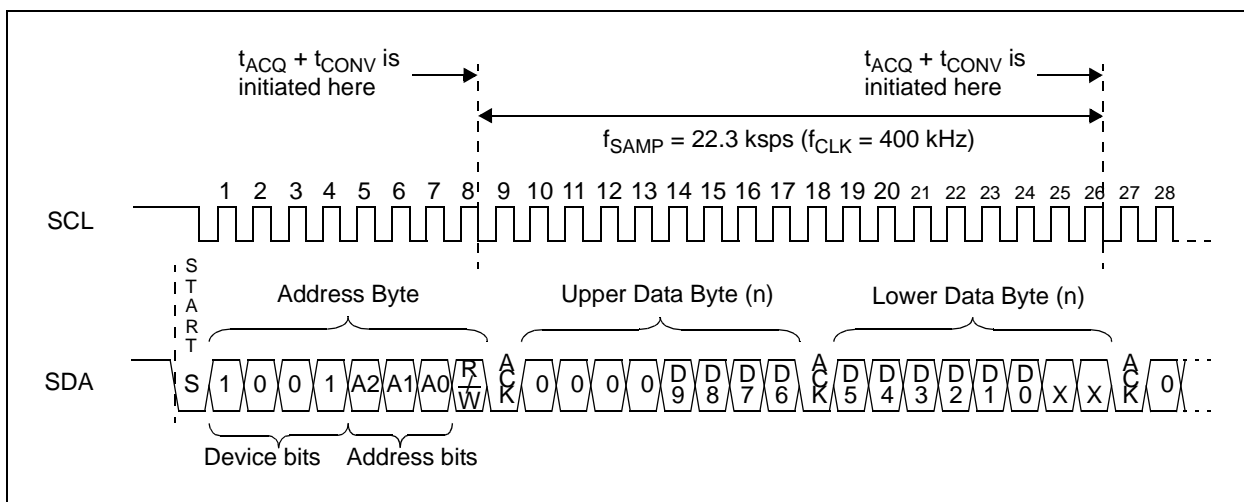 tACQ + tCONV is
initiated here
tACQ + tCONV is
initiated here
fSAMP = 22.3 ksps (fCLK = 400 kHz)
1 2 3 4 5 6 7 8 9 10 11 12 13 14 15 16 17 18 19 20 21 22 23 24 25 26 27 28
SCL
START
Address Byte
Upper Data Byte (n)
Lower Data Byte (n)
SDA
S 1 0 0 1 A2 A1 A0 R/W ACK 0 0 0 0 D9 D8 D7 D6 ACK D5 D4 D3 D2 D1 D0 X X ACK 0
Device bits
Address bits